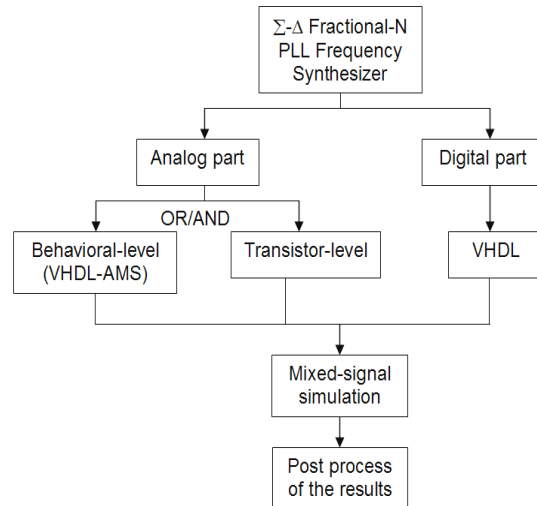 Σ-Δ Fractional-N
PLL Frequency
Synthesizer
Analog part
Digital part
OR/AND
Behavioral-level
(VHDL-AMS)
Transistor-level
VHDL
Mixed-signal
simulation
Post process
of the results